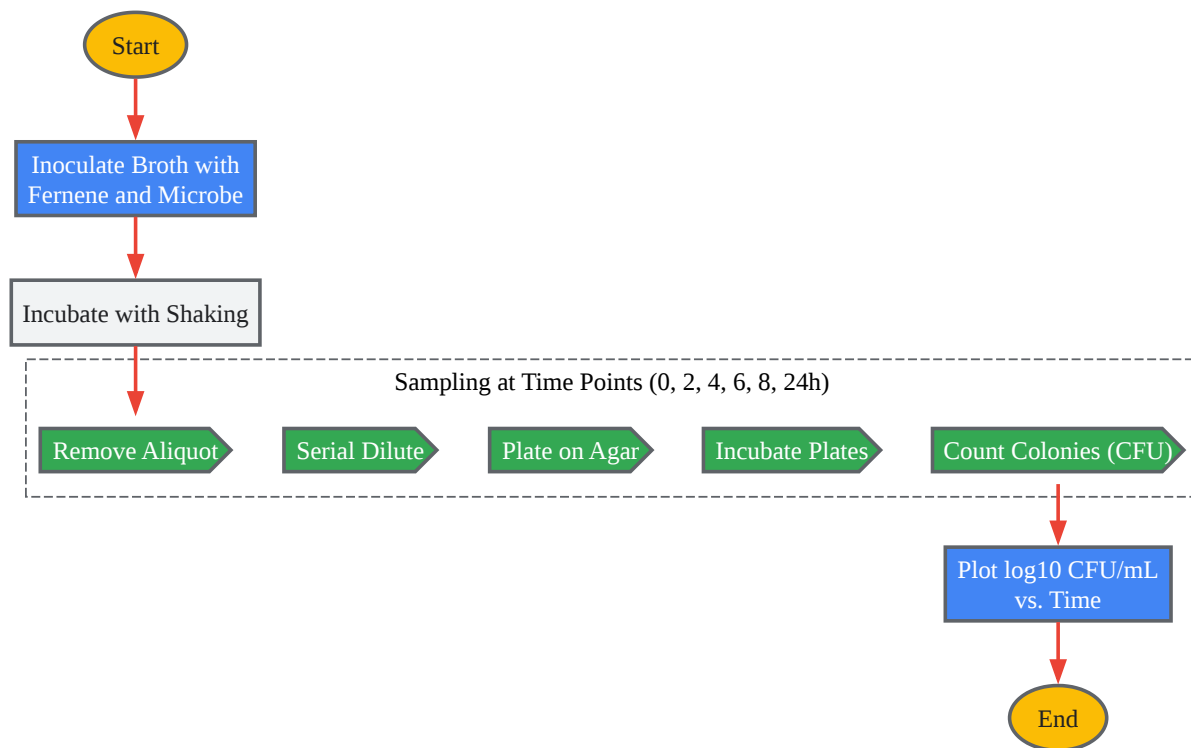 Start
Inoculate Broth with
Fernene and Microbe
Incubate with Shaking
Sampling at Time Points (0, 2, 4, 6, 8, 24h)
Remove Aliquot
Serial Dilute
Plate on Agar
Incubate Plates
Count Colonies (CFU)
Plot log10 CFU/mL
vs. Time
End